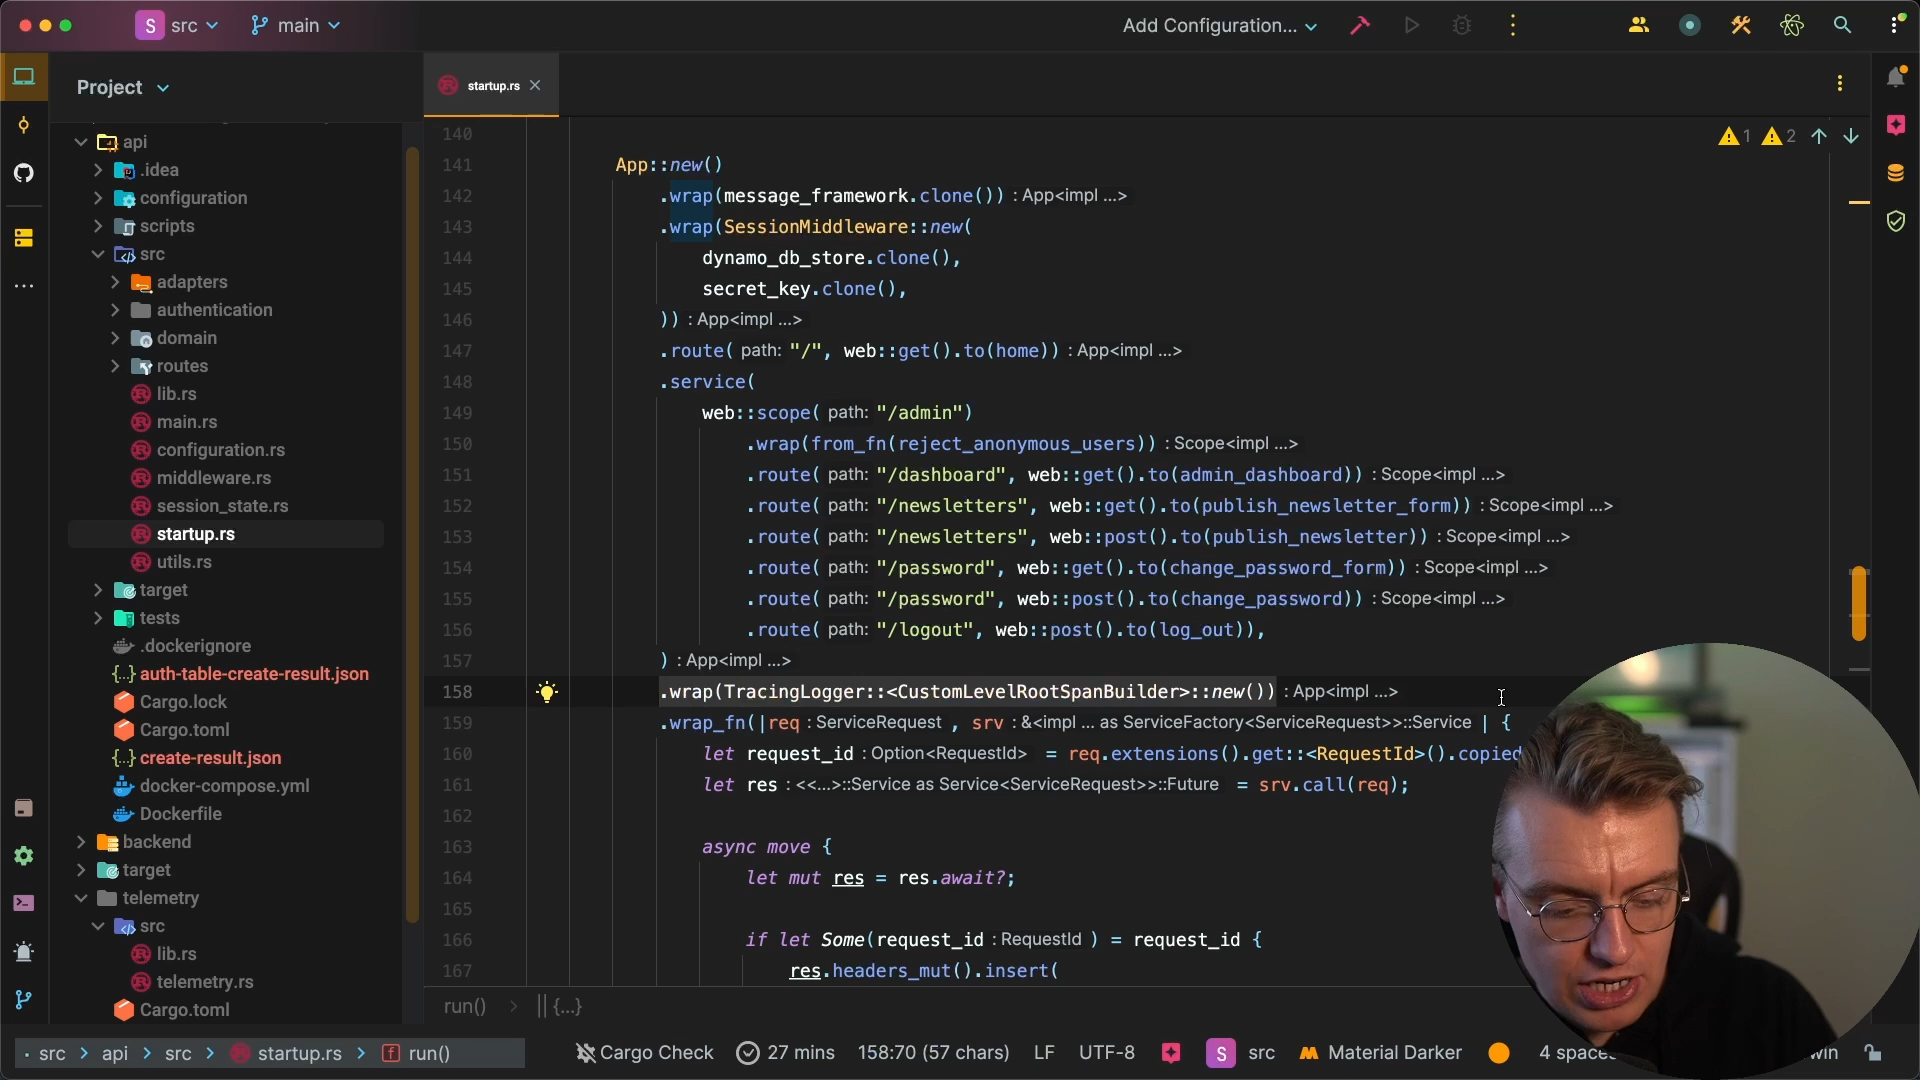 S src main Add Configuration...
Project
startup.rs
api
.idea
configuration
scripts
src
adapters
authentication
domain
routes
lib.rs
main.rs
configuration.rs
middleware.rs
session_state.rs
startup.rs
utils.rs
target
tests
.dockerignore
auth-table-create-result.json
Cargo.lock
Cargo.toml
create-result.json
docker-compose.yml
Dockerfile
backend
target
telemetry
src
lib.rs
telemetry.rs
Cargo.toml
1 2
140
141 App::new()
142 .wrap(message_framework.clone()) : App<impl ...>
143 .wrap(SessionMiddleware::new(
144 dynamo_db_store.clone(),
145 secret_key.clone(),
146 )) : App<impl ...>
147 .route( path: "/", web::get().to(home)) : App<impl ...>
148 .service(
149 web::scope( path: "/admin")
150 .wrap(from_fn(reject_anonymous_users)) : Scope<impl ...>
151 .route( path: "/dashboard", web::get().to(admin_dashboard)) : Scope<impl ...>
152 .route( path: "/newsletters", web::get().to(publish_newsletter_form)) : Scope<impl ...>
153 .route( path: "/newsletters", web::post().to(publish_newsletter)) : Scope<impl ...>
154 .route( path: "/password", web::get().to(change_password_form)) : Scope<impl ...>
155 .route( path: "/password", web::post().to(change_password)) : Scope<impl ...>
156 .route( path: "/logout", web::post().to(log_out)),
157 ) : App<impl ...>
158 .wrap(TracingLogger::<CustomLevelRootSpanBuilder>::new()) : App<impl ...>
159 .wrap_fn(|req : ServiceRequest , srv : &<impl ... as ServiceFactory<ServiceRequest>>::Service | {
160 let request_id : Option<RequestId> = req.extensions().get::<RequestId>().copied
161 let res : <<...>::Service as Service<ServiceRequest>>::Future = srv.call(req);
162
163 async move {
164 let mut res = res.await?;
165
166 if let Some(request_id : RequestId ) = request_id {
167 res.headers_mut().insert(
run() > || {...}
src > api > src > startup.rs > f run() Cargo Check 27 mins 158:70 (57 chars) LF UTF-8 S src Material Darker 4 spaces